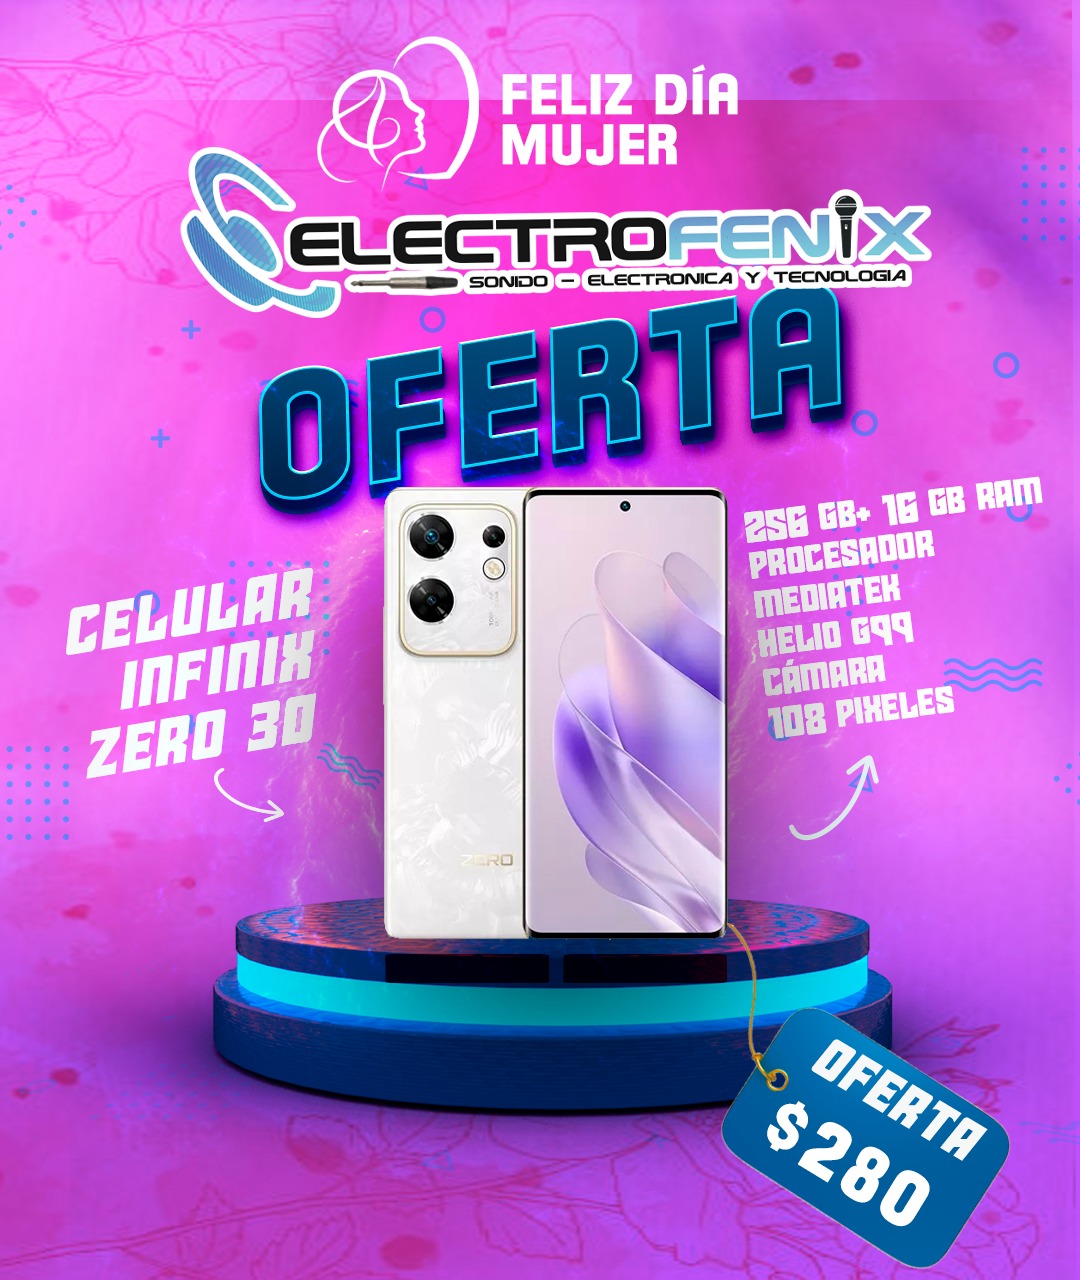 FELIZ DÍA
MUJER
ELECTROFENIX
SONIDO - ELECTRONICA Y TECNOLOGIA
OFERTA
CELULAR
INFINIX
ZERO 30
256 GB+ 16 GB RAM
PROCESADOR
MEDIATEK
HELIO G99
CÁMARA
108 PIXELES
ZERO
OFERTA
$280